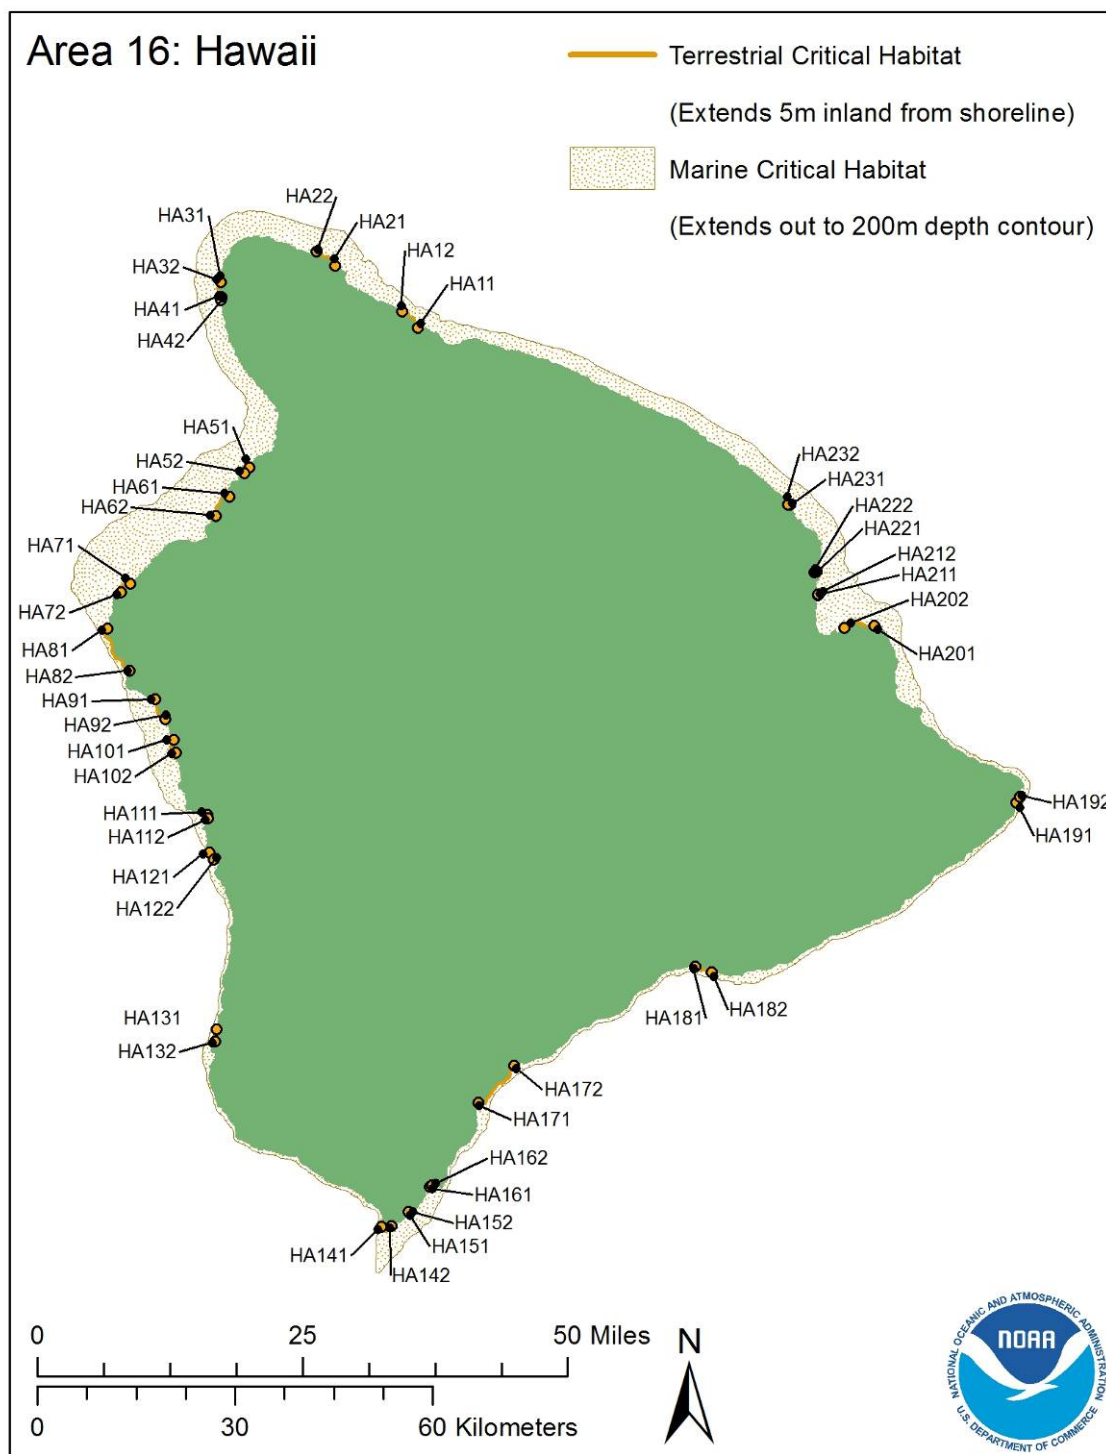 Area 16: Hawaii
Terrestrial Critical Habitat
(Extends 5m inland from shoreline)
Marine Critical Habitat
(Extends out to 200m depth contour)
HA22
HA31
HA21
HA12
HA32
HA11
HA41
HA42
HA51
HA52
HA232
HA61
HA231
HA62
HA222
HA221
HA71
HA212
HA211
HA72
HA202
HA81
HA201
HA82
HA91
HA92
HA101
HA102
HA192
HA111
HA112
HA191
HA121
HA122
HA182
HA181
HA131
HA132
HA172
HA171
HA162
HA161
HA152
HA151
HA141
HA142
0 25 50 Miles
0 30 60 Kilometers
N
NATIONAL OCEANIC AND ATMOSPHERIC ADMINISTRATION
NOAA
U.S. DEPARTMENT OF COMMERCE